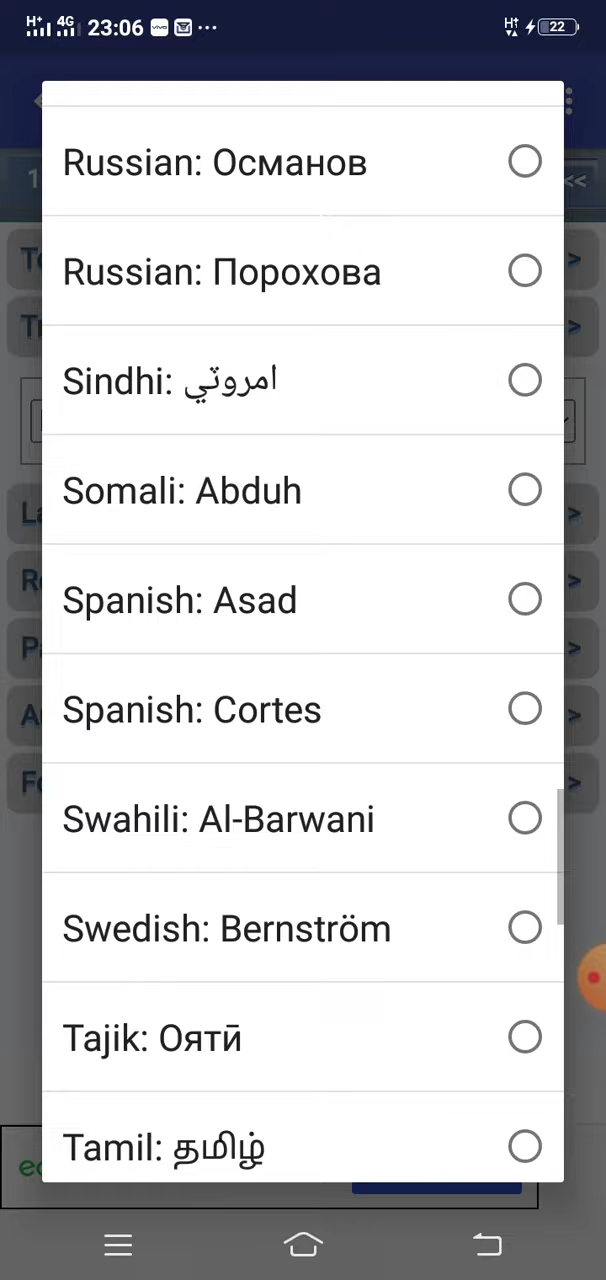 4G 23:06 22
Russian: Османов
Russian: Порохова
Sindhi: امروٽي
Somali: Abduh
Spanish: Asad
Spanish: Cortes
Swahili: Al-Barwani
Swedish: Bernström
Tajik: Оятӣ
Tamil: தமிழ்